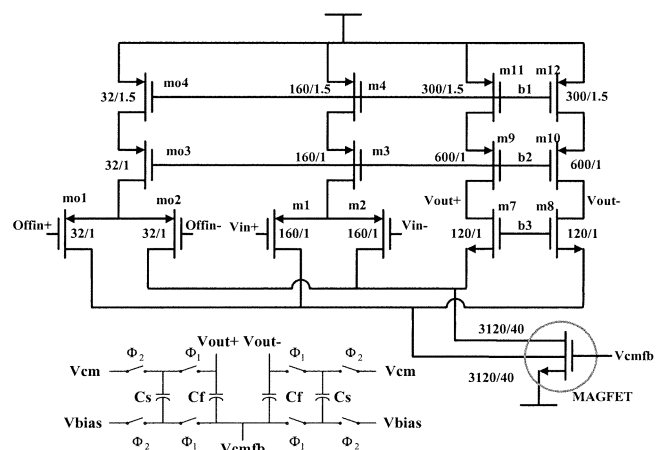 m11 m12
mo4 m4
32/1.5 160/1.5 300/1.5 b1 300/1.5
mo3 m3 m9 m10
32/1 160/1 600/1 b2 600/1
mo1 mo2 m1 m2 Vout+ m7 m8 Vout-
Offin+ Offin- Vin+ Vin- b3
32/1 32/1 160/1 160/1 120/1 120/1
3120/40
Vcmfb
3120/40
MAGFET
Vout+ Vout-
Φ2 Φ1 Φ1 Φ2
Vcm Vcm
Cs Cf Cf Cs
Vbias Vbias
Φ2 Φ1 Φ1 Φ2
Vcmfb